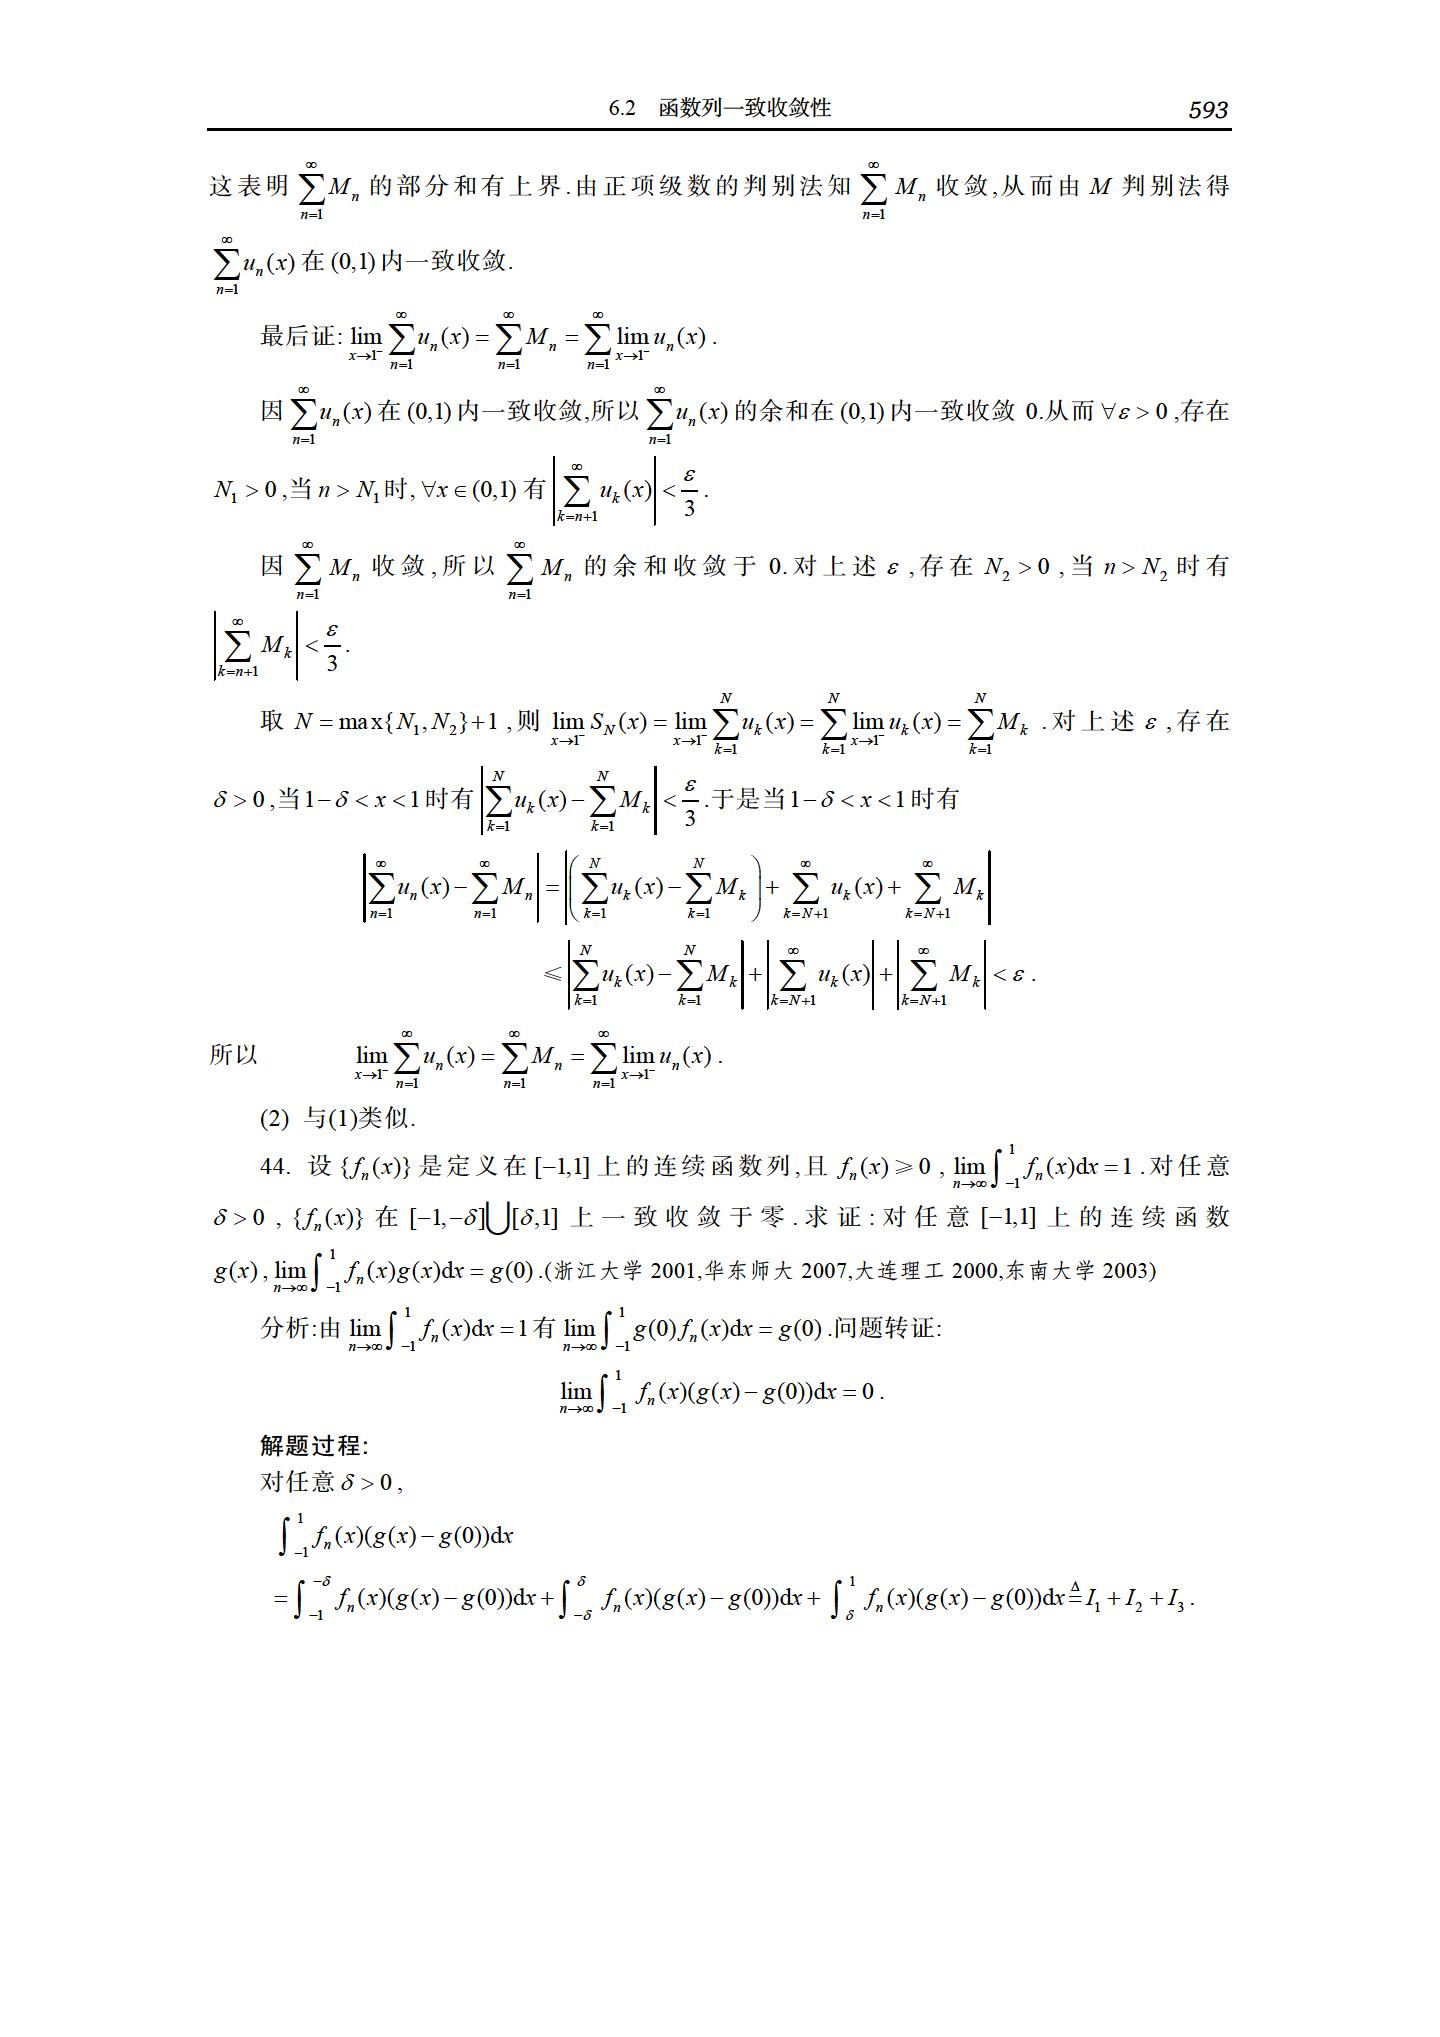 6.2 函数列一致收敛性 593
这表明 $\sum_{n=1}^{\infty} M_n$ 的部分和有上界.由正项级数的判别法知 $\sum_{n=1}^{\infty} M_n$ 收敛,从而由 $M$ 判别法得
$\sum_{n=1}^{\infty} u_n(x)$ 在 $(0,1)$ 内一致收敛.
最后证: $\lim_{x\to 1^-} \sum_{n=1}^{\infty} u_n(x) = \sum_{n=1}^{\infty} M_n = \sum_{n=1}^{\infty} \lim_{x\to 1^-} u_n(x)$ .
因 $\sum_{n=1}^{\infty} u_n(x)$ 在 $(0,1)$ 内一致收敛,所以 $\sum_{n=1}^{\infty} u_n(x)$ 的余和在 $(0,1)$ 内一致收敛 0.从而 $\forall \varepsilon > 0$ ,存在
$N_1 > 0$ ,当 $n > N_1$ 时, $\forall x \in (0,1)$ 有 $\left| \sum_{k=n+1}^{\infty} u_k(x) \right| < \frac{\varepsilon}{3}$ .
因 $\sum_{n=1}^{\infty} M_n$ 收敛,所以 $\sum_{n=1}^{\infty} M_n$ 的余和收敛于 0.对上述 $\varepsilon$ ,存在 $N_2 > 0$ ,当 $n > N_2$ 时有
$\left| \sum_{k=n+1}^{\infty} M_k \right| < \frac{\varepsilon}{3}$ .
取 $N = \max\{N_1, N_2\} + 1$ ,则 $\lim_{x\to 1^-} S_N(x) = \lim_{x\to 1^-} \sum_{k=1}^{N} u_k(x) = \sum_{k=1}^{N} \lim_{x\to 1^-} u_k(x) = \sum_{k=1}^{N} M_k$ .对上述 $\varepsilon$ ,存在
$\delta > 0$ ,当 $1-\delta < x < 1$ 时有 $\left| \sum_{k=1}^{N} u_k(x) - \sum_{k=1}^{N} M_k \right| < \frac{\varepsilon}{3}$ .于是当 $1-\delta < x < 1$ 时有
$\left| \sum_{n=1}^{\infty} u_n(x) - \sum_{n=1}^{\infty} M_n \right| = \left| \left( \sum_{k=1}^{N} u_k(x) - \sum_{k=1}^{N} M_k \right) + \sum_{k=N+1}^{\infty} u_k(x) + \sum_{k=N+1}^{\infty} M_k \right|$
$\leqslant \left| \sum_{k=1}^{N} u_k(x) - \sum_{k=1}^{N} M_k \right| + \left| \sum_{k=N+1}^{\infty} u_k(x) \right| + \left| \sum_{k=N+1}^{\infty} M_k \right| < \varepsilon$ .
所以 $\lim_{x\to 1^-} \sum_{n=1}^{\infty} u_n(x) = \sum_{n=1}^{\infty} M_n = \sum_{n=1}^{\infty} \lim_{x\to 1^-} u_n(x)$ .
(2) 与(1)类似.
44. 设 $\{f_n(x)\}$ 是定义在 $[-1,1]$ 上的连续函数列,且 $f_n(x) \geqslant 0$ , $\lim_{n\to\infty} \int_{-1}^{1} f_n(x)\mathrm{d}x = 1$ .对任意
$\delta > 0$ , $\{f_n(x)\}$ 在 $[-1,-\delta] \bigcup [\delta,1]$ 上一致收敛于零.求证:对任意 $[-1,1]$ 上的连续函数
$g(x)$ , $\lim_{n\to\infty} \int_{-1}^{1} f_n(x)g(x)\mathrm{d}x = g(0)$ .(浙江大学 2001,华东师大 2007,大连理工 2000,东南大学 2003)
分析:由 $\lim_{n\to\infty} \int_{-1}^{1} f_n(x)\mathrm{d}x = 1$ 有 $\lim_{n\to\infty} \int_{-1}^{1} g(0)f_n(x)\mathrm{d}x = g(0)$ .问题转证:
$\lim_{n\to\infty} \int_{-1}^{1} f_n(x)(g(x)-g(0))\mathrm{d}x = 0$ .
解题过程:
对任意 $\delta > 0$ ,
$\int_{-1}^{1} f_n(x)(g(x)-g(0))\mathrm{d}x$
$= \int_{-1}^{-\delta} f_n(x)(g(x)-g(0))\mathrm{d}x + \int_{-\delta}^{\delta} f_n(x)(g(x)-g(0))\mathrm{d}x + \int_{\delta}^{1} f_n(x)(g(x)-g(0))\mathrm{d}x \overset{\Delta}{=} I_1 + I_2 + I_3$ .